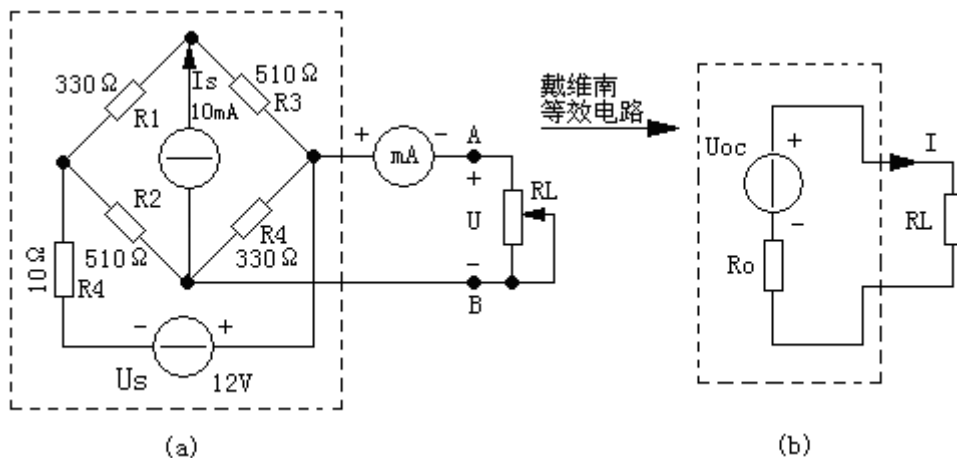 330Ω
R1
Is
10mA
510Ω
R3
R2
510Ω
R4
330Ω
10Ω
R4
-
+
Us
12V
+
-
mA
A
+
U
-
B
RL
戴维南
等效电路
Uoc
+
-
Ro
I
RL
(a)
(b)